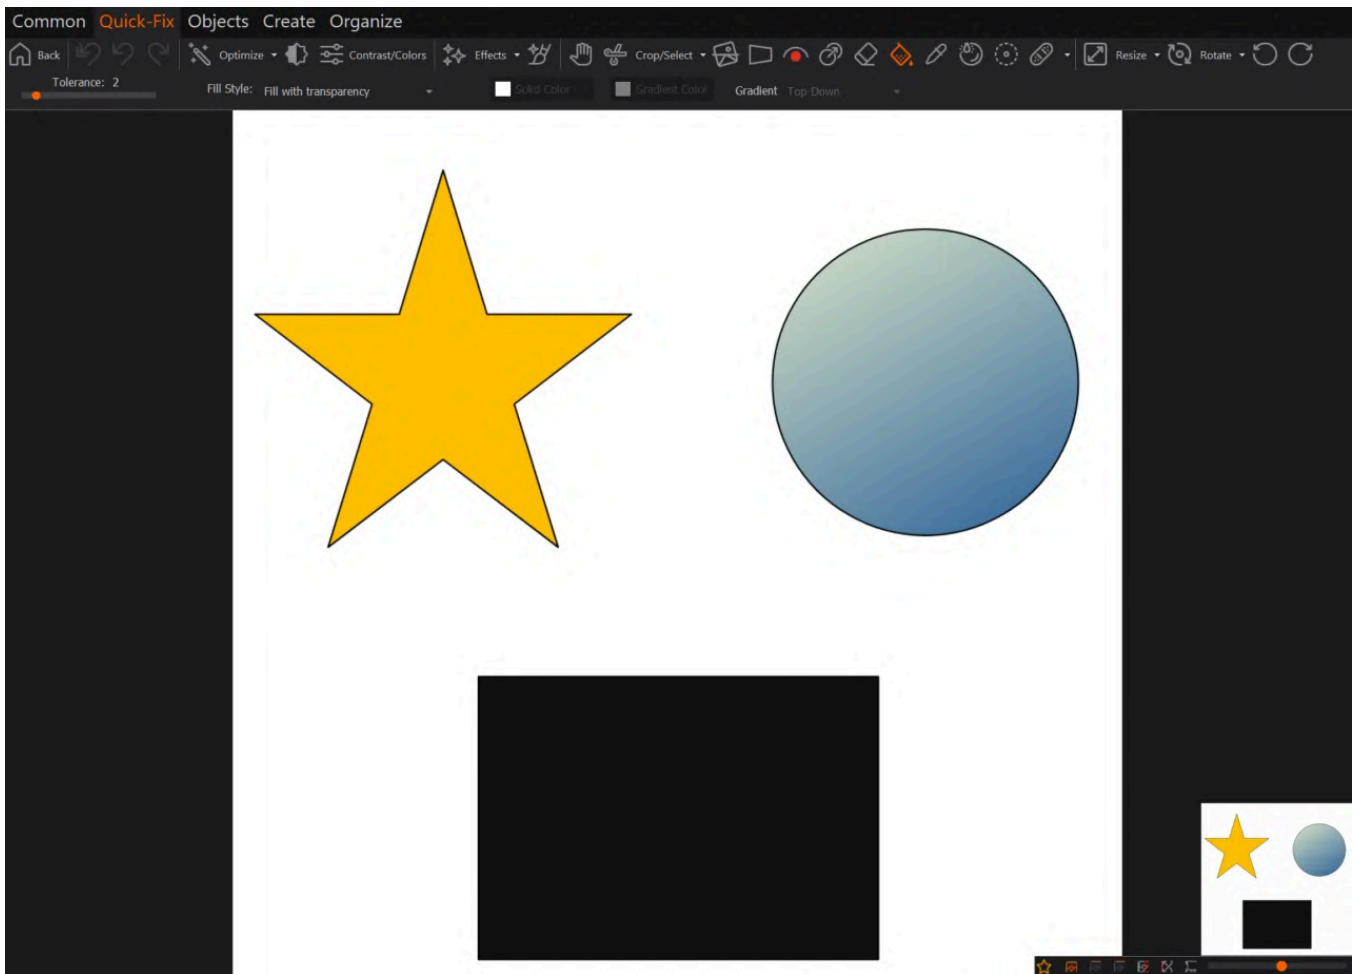 Common Quick-Fix Objects Create Organize
Back Optimize Contrast/Colors Effects Crop/Select Resize Rotate
Tolerance: 2 Fill Style: Fill with transparency Solid Color Gradient Color Gradient Top-Down